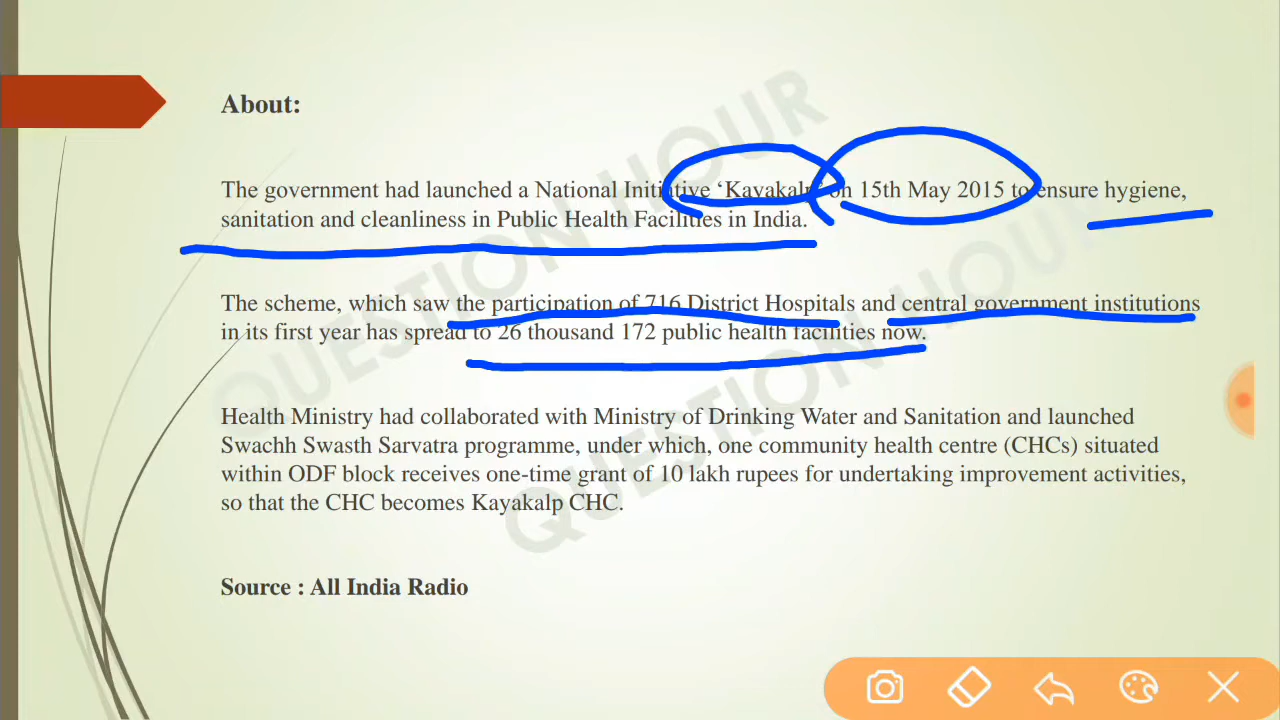 About:
The government had launched a National Initiative ‘Kayakalp’ on 15th May 2015 to ensure hygiene,
sanitation and cleanliness in Public Health Facilities in India.
The scheme, which saw the participation of 716 District Hospitals and central government institutions
in its first year has spread to 26 thousand 172 public health facilities now.
Health Ministry had collaborated with Ministry of Drinking Water and Sanitation and launched
Swachh Swasth Sarvatra programme, under which, one community health centre (CHCs) situated
within ODF block receives one-time grant of 10 lakh rupees for undertaking improvement activities,
so that the CHC becomes Kayakalp CHC.
Source : All India Radio
QUESTION HOUR
QUESTION HOUR